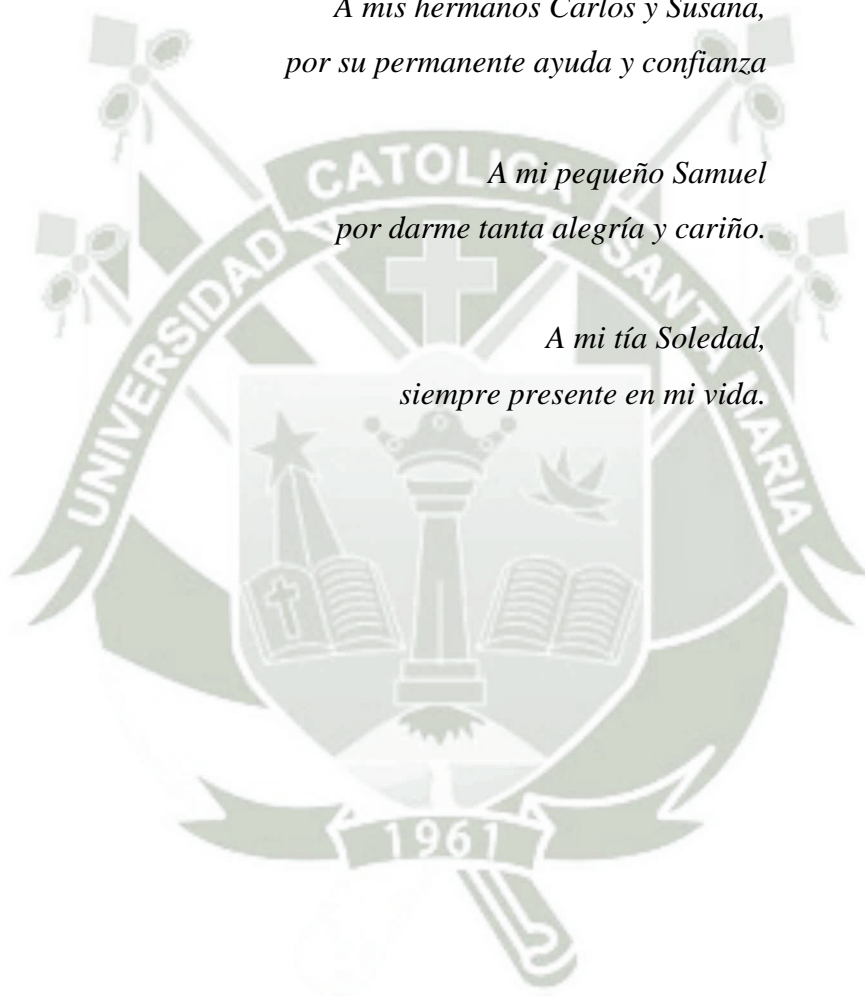 A mis hermanos Carlos y Susana,
por su permanente ayuda y confianza
A mi pequeño Samuel
por darme tanta alegría y cariño.
A mi tía Soledad,
siempre presente en mi vida.
UNIVERSIDAD CATOLICA SANTA MARIA
1961